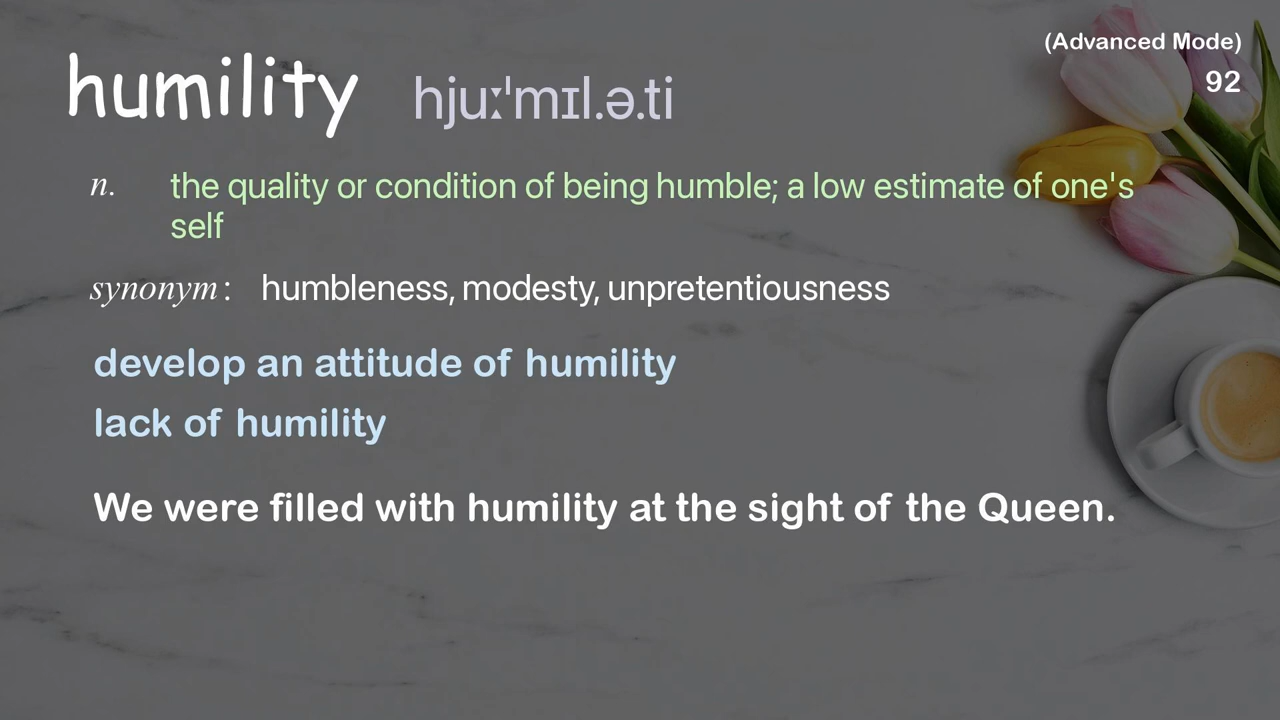 (Advanced Mode)
humility hjuːˈmɪl.ə.ti
92
n. the quality or condition of being humble; a low estimate of one's
self
synonym: humbleness, modesty, unpretentiousness
develop an attitude of humility
lack of humility
We were filled with humility at the sight of the Queen.